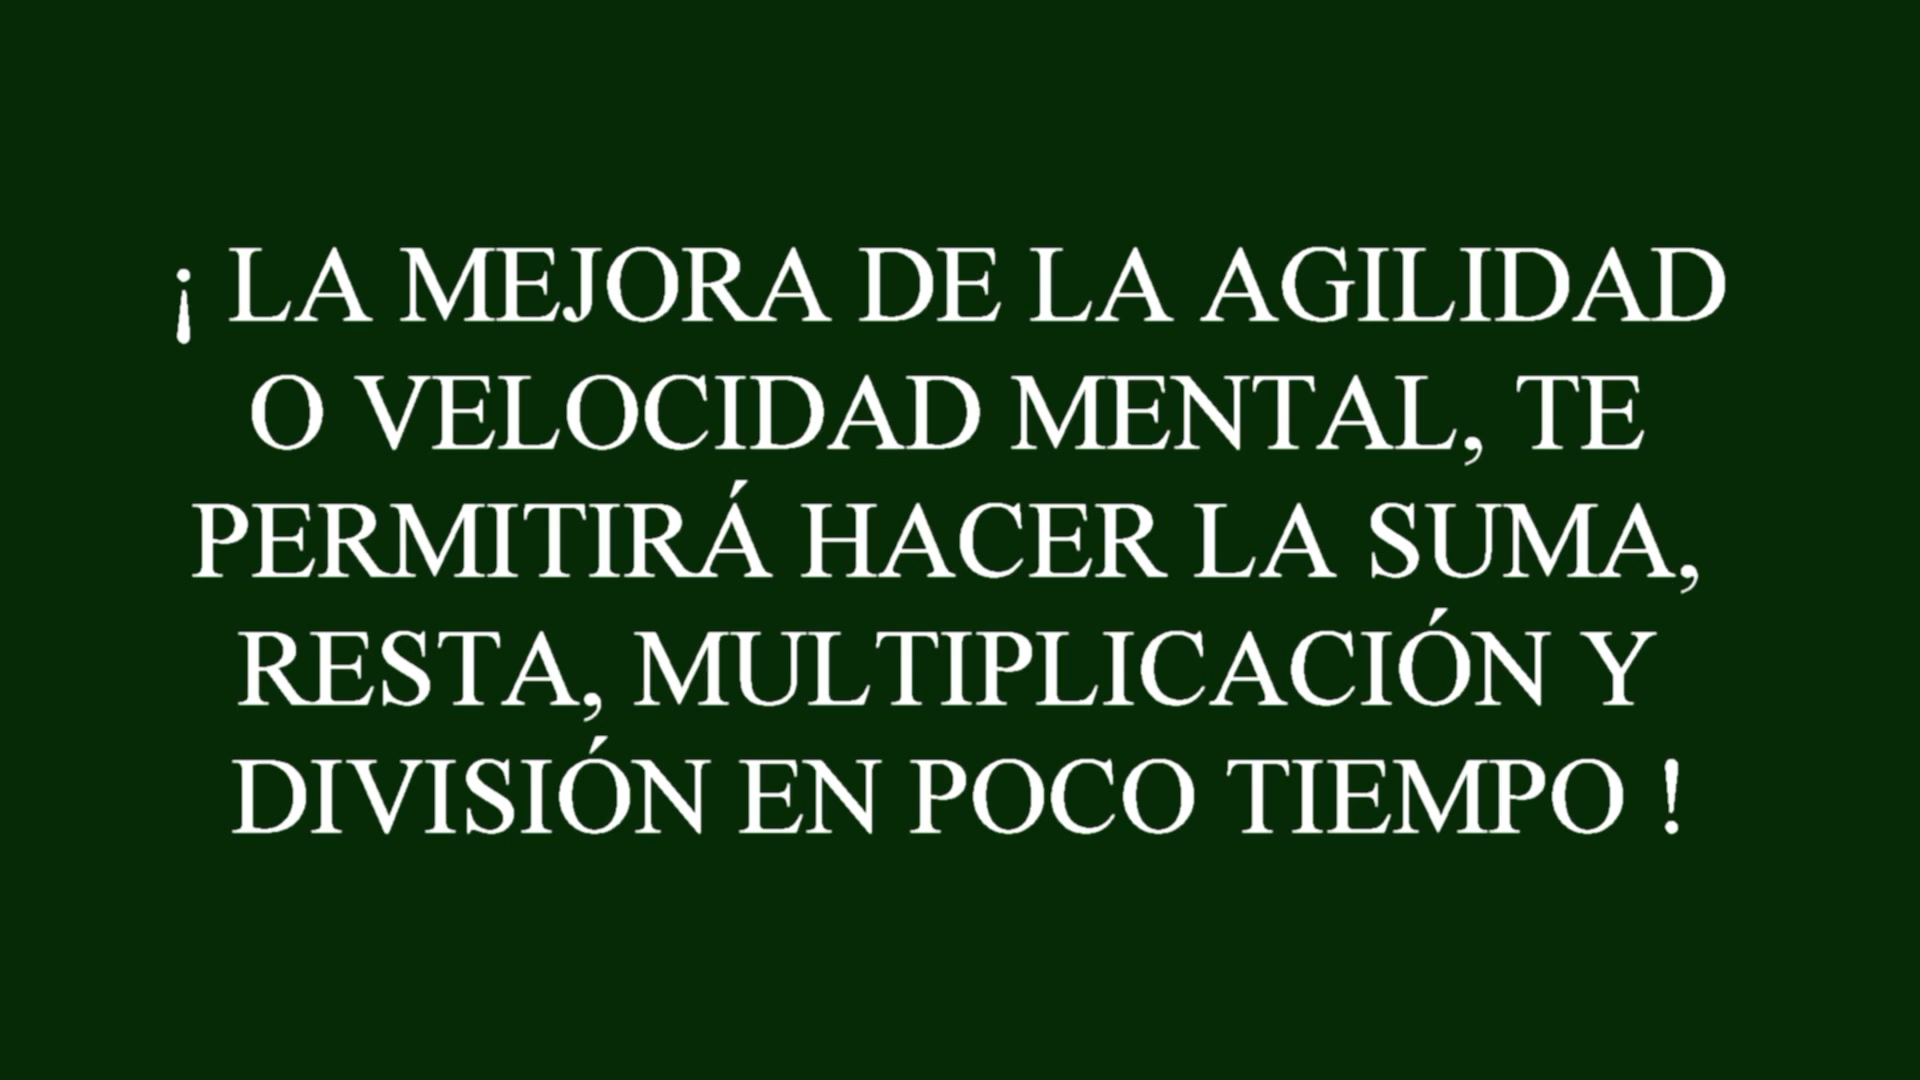 ¡ LA MEJORA DE LA AGILIDAD
O VELOCIDAD MENTAL, TE
PERMITIRÁ HACER LA SUMA,
RESTA, MULTIPLICACIÓN Y
DIVISIÓN EN POCO TIEMPO !